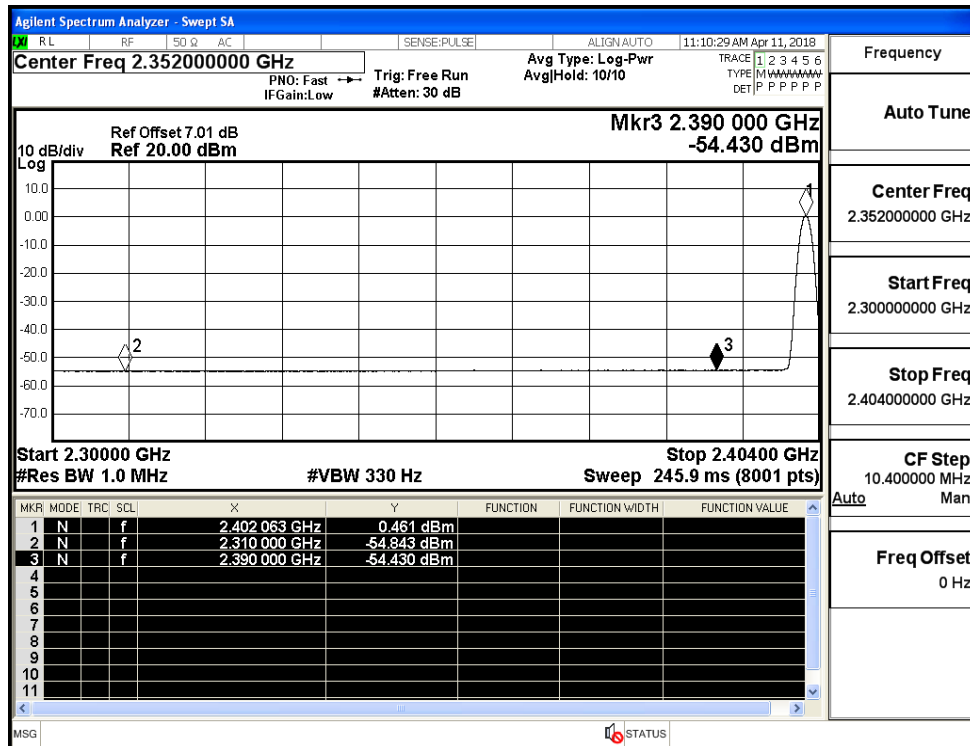 Agilent Spectrum Analyzer - Swept SA
LXI RL RF 50 Ω AC SENSE:PULSE ALIGN AUTO 11:10:29 AM Apr 11, 2018
Center Freq 2.352000000 GHz
PNO: Fast
IFGain:Low
Trig: Free Run
#Atten: 30 dB
Avg Type: Log-Pwr
Avg|Hold: 10/10
TRACE 1 2 3 4 5 6
TYPE M WWWWW
DET P P P P P P
Mkr3 2.390 000 GHz
-54.430 dBm
Ref Offset 7.01 dB
10 dB/div Ref 20.00 dBm
Log
10.0
0.00
-10.0
-20.0
-30.0
-40.0
-50.0
-60.0
-70.0
1
2
3
Start 2.30000 GHz Stop 2.40400 GHz
#Res BW 1.0 MHz #VBW 330 Hz Sweep 245.9 ms (8001 pts)
MKR MODE TRC SCL X Y FUNCTION FUNCTION WIDTH FUNCTION VALUE
1 N f 2.402 063 GHz 0.461 dBm
2 N f 2.310 000 GHz -54.843 dBm
3 N f 2.390 000 GHz -54.430 dBm
4
5
6
7
8
9
10
11
MSG STATUS
Frequency
Auto Tune
Center Freq
2.352000000 GHz
Start Freq
2.300000000 GHz
Stop Freq
2.404000000 GHz
CF Step
10.400000 MHz
Auto Man
Freq Offset
0 Hz